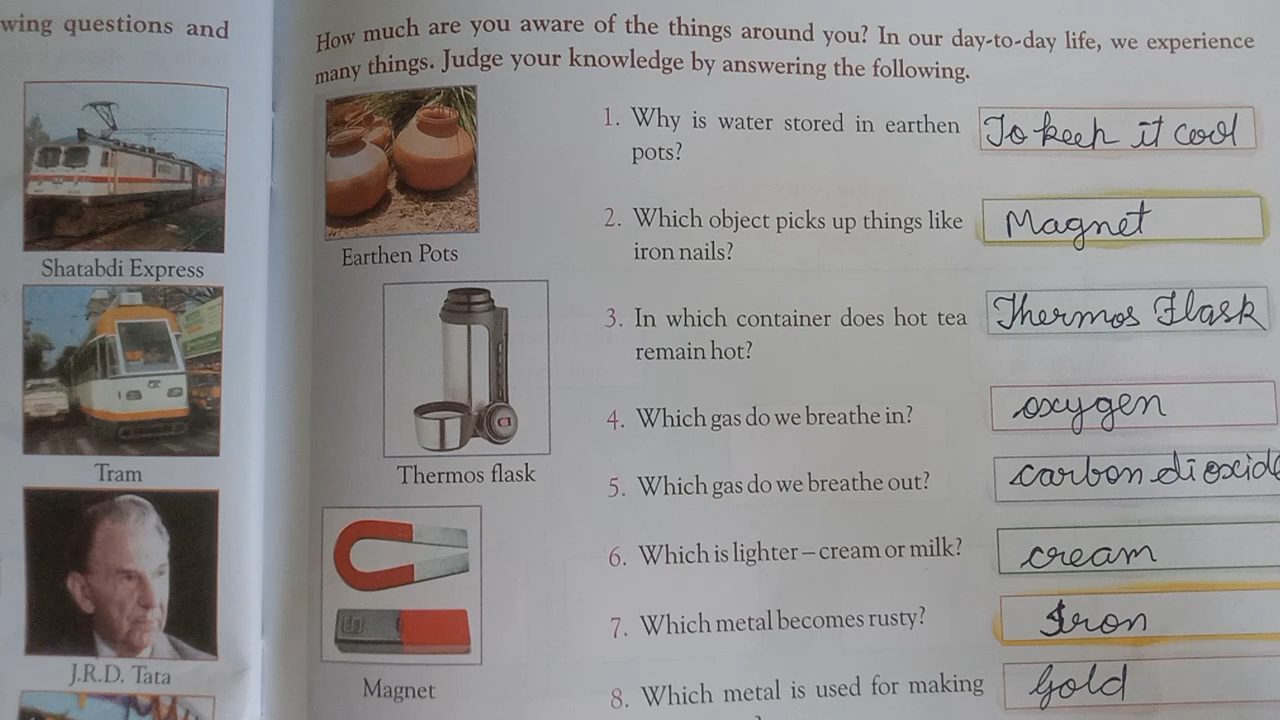 wing questions and
Shatabdi Express
Tram
J.R.D. Tata
How much are you aware of the things around you? In our day-to-day life, we experience
many things. Judge your knowledge by answering the following.
Earthen Pots
Thermos flask
Magnet
1. Why is water stored in earthen To keep it cool
pots?
2. Which object picks up things like Magnet
iron nails?
3. In which container does hot tea Thermos Flask
remain hot?
4. Which gas do we breathe in? oxygen
5. Which gas do we breathe out? carbon dioxide
6. Which is lighter – cream or milk? cream
7. Which metal becomes rusty? Iron
8. Which metal is used for making Gold